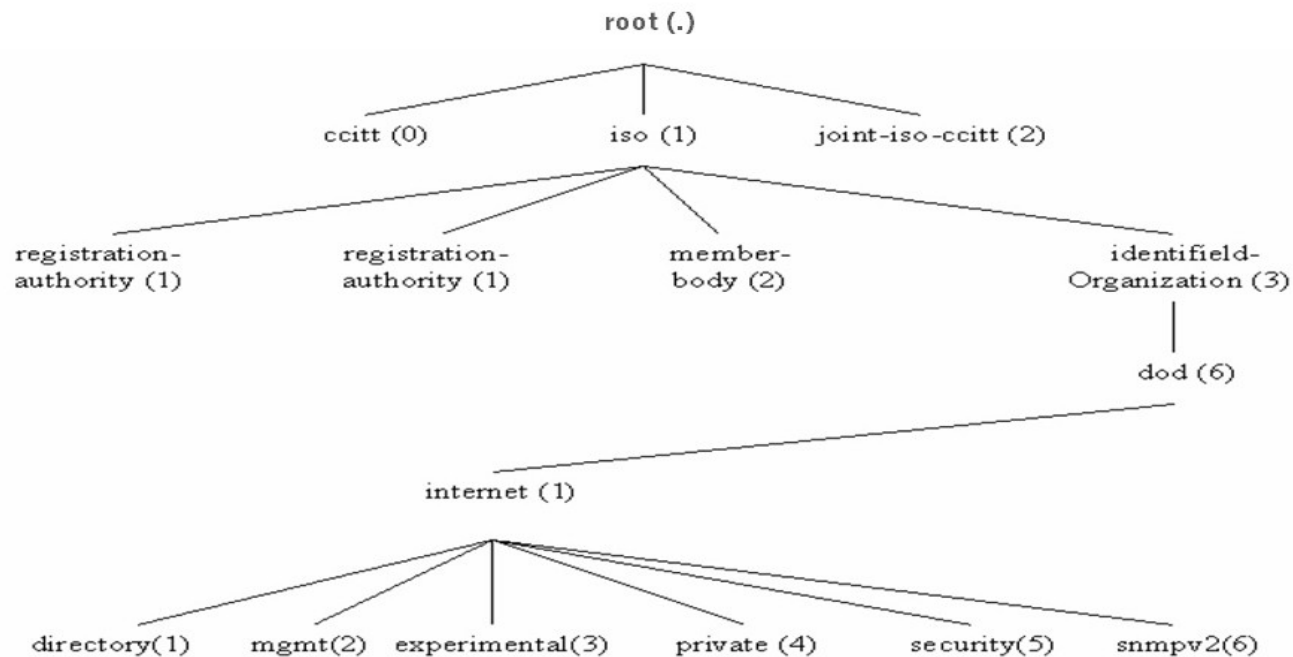 root (.)
ccitt (0)
iso (1)
joint-iso-ccitt (2)
registration-
authority (1)
registration-
authority (1)
member-
body (2)
identifield-
Organization (3)
dod (6)
internet (1)
directory(1)
mgmt(2)
experimental(3)
private (4)
security(5)
snmpv2(6)